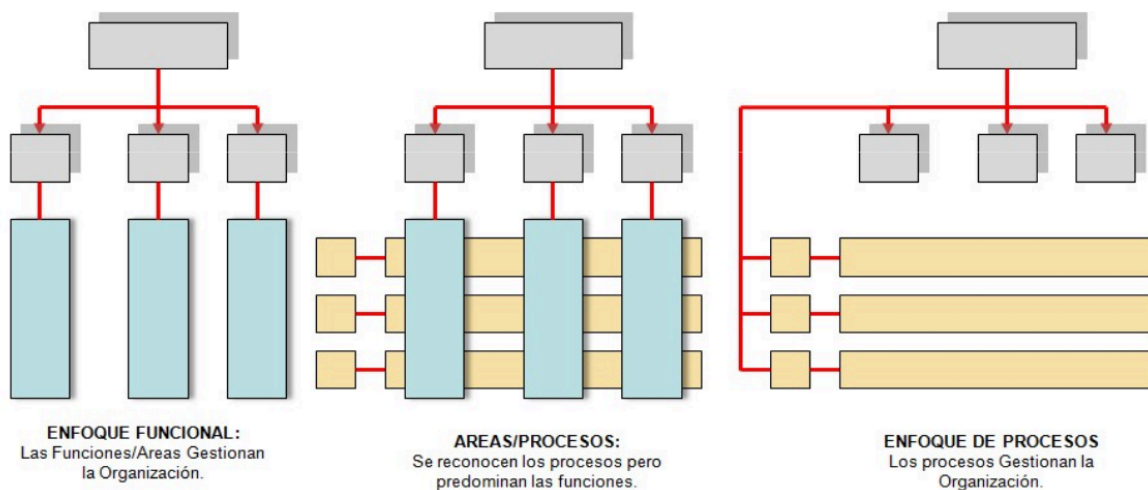 ENFOQUE FUNCIONAL:
Las Funciones/Areas Gestionan
la Organización.
AREAS/PROCESOS:
Se reconocen los procesos pero
predominan las funciones.
ENFOQUE DE PROCESOS
Los procesos Gestionan la
Organización.